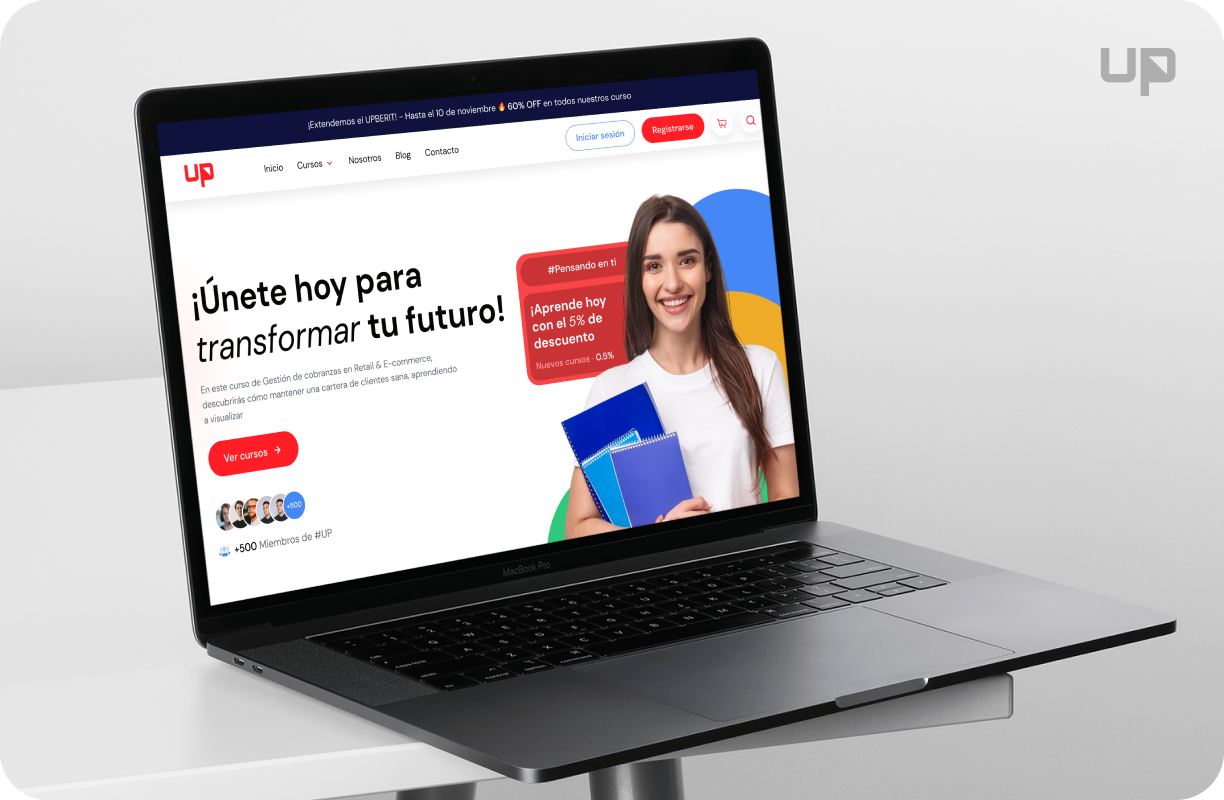 UP
¡Extendemos el UPBERIT! - Hasta el 10 de noviembre 🔥 60% OFF en todos nuestros curso
UP
Inicio
Cursos
Nosotros
Blog
Contacto
Iniciar sesión
Registrarse
¡Únete hoy para
transformar tu futuro!
En este curso de Gestión de cobranzas en Retail & E-commerce,
descubrirás cómo mantener una cartera de clientes sana, aprendiendo
a visualizar
Ver cursos
+500
+500 Miembros de #UP
#Pensando en ti
¡Aprende hoy
con el 5% de
descuento
Nuevos cursos · 0.5%
MacBook Pro